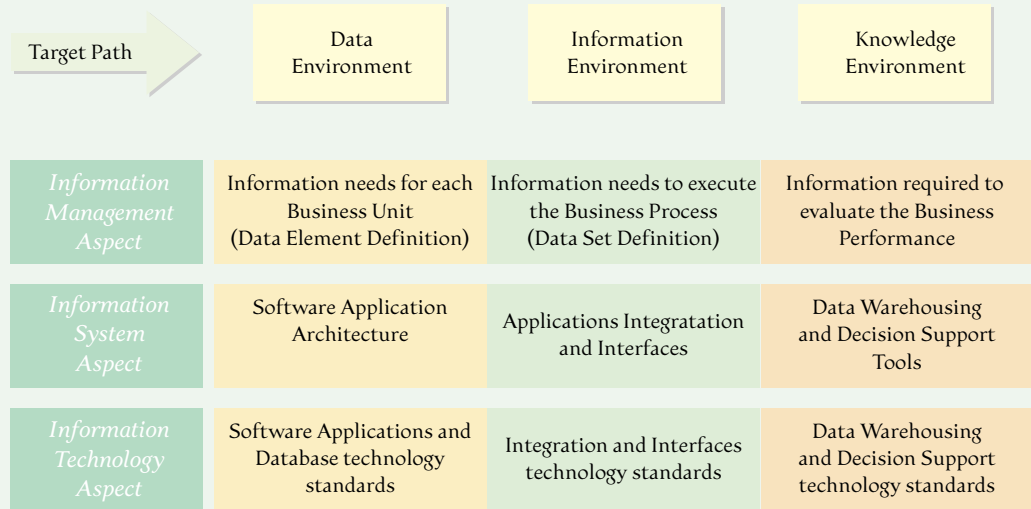 Target Path
Data
Environment
Information
Environment
Knowledge
Environment
Information
Management
Aspect
Information needs for each
Business Unit
(Data Element Definition)
Information needs to execute
the Business Process
(Data Set Definition)
Information required to
evaluate the Business
Performance
Information
System
Aspect
Software Application
Architecture
Applications Integratation
and Interfaces
Data Warehousing
and Decision Support
Tools
Information
Technology
Aspect
Software Applications and
Database technology
standards
Integration and Interfaces
technology standards
Data Warehousing
and Decision Support
technology standards